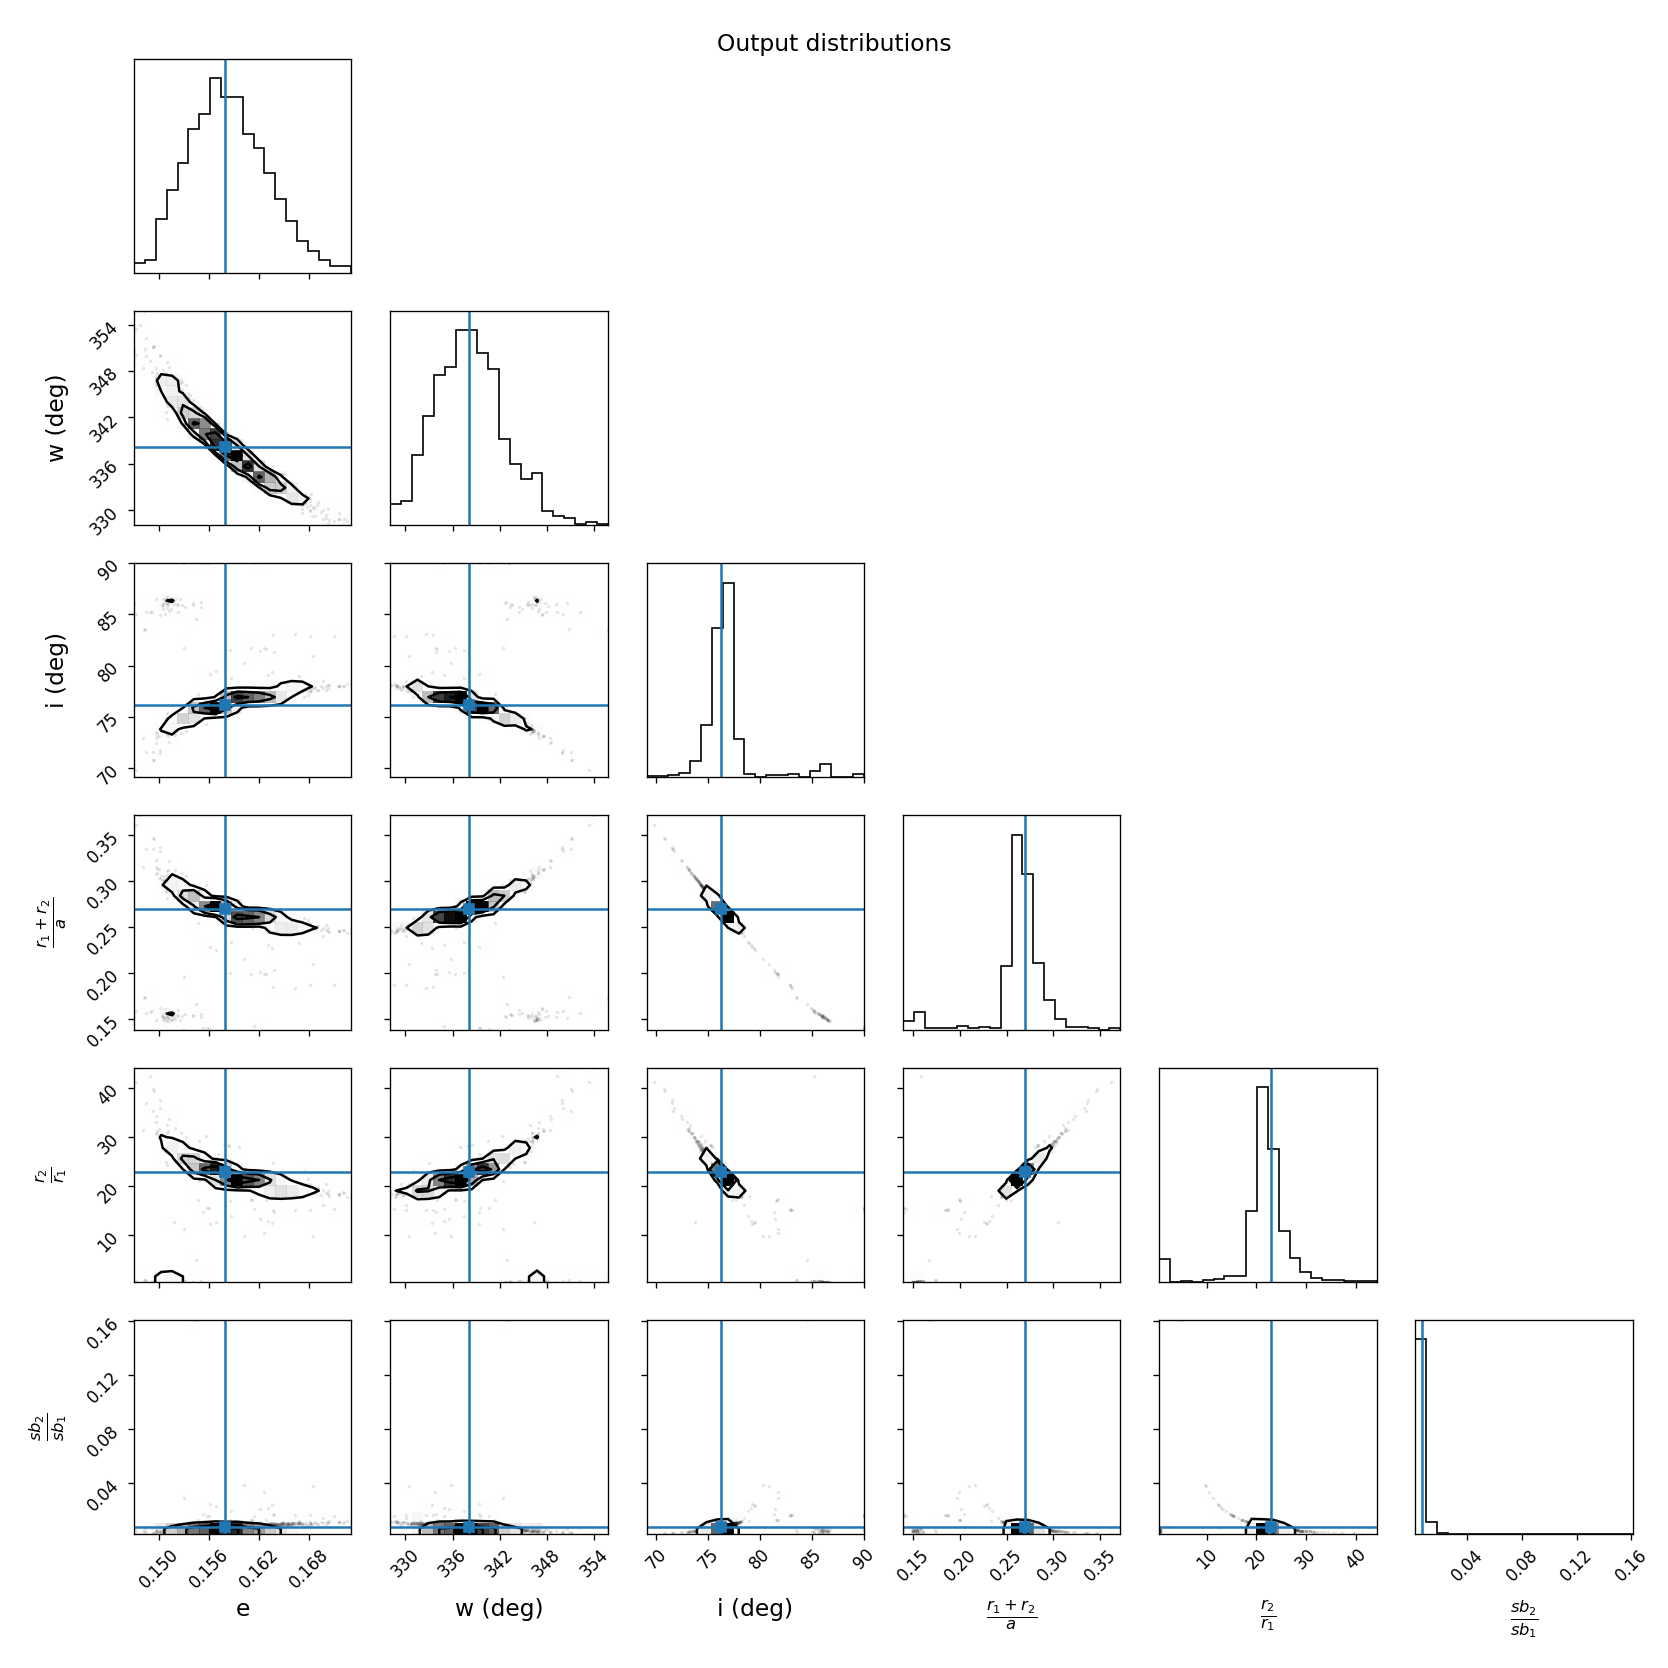 Output distributions
354
348
342
336
330
w (deg)
90
85
80
75
70
i (deg)
0.35
0.30
0.25
0.20
0.15
r₁ + r₂
a
40
30
20
10
r₂
r₁
0.16
0.12
0.08
0.04
sb₂
sb₁
0.150 0.156 0.162 0.168 330 336 342 348 354 70 75 80 85 90 0.15 0.20 0.25 0.30 0.35 10 20 30 40 0.04 0.08 0.12 0.16
e w (deg) i (deg)
r₁ + r₂
a
r₂
r₁
sb₂
sb₁